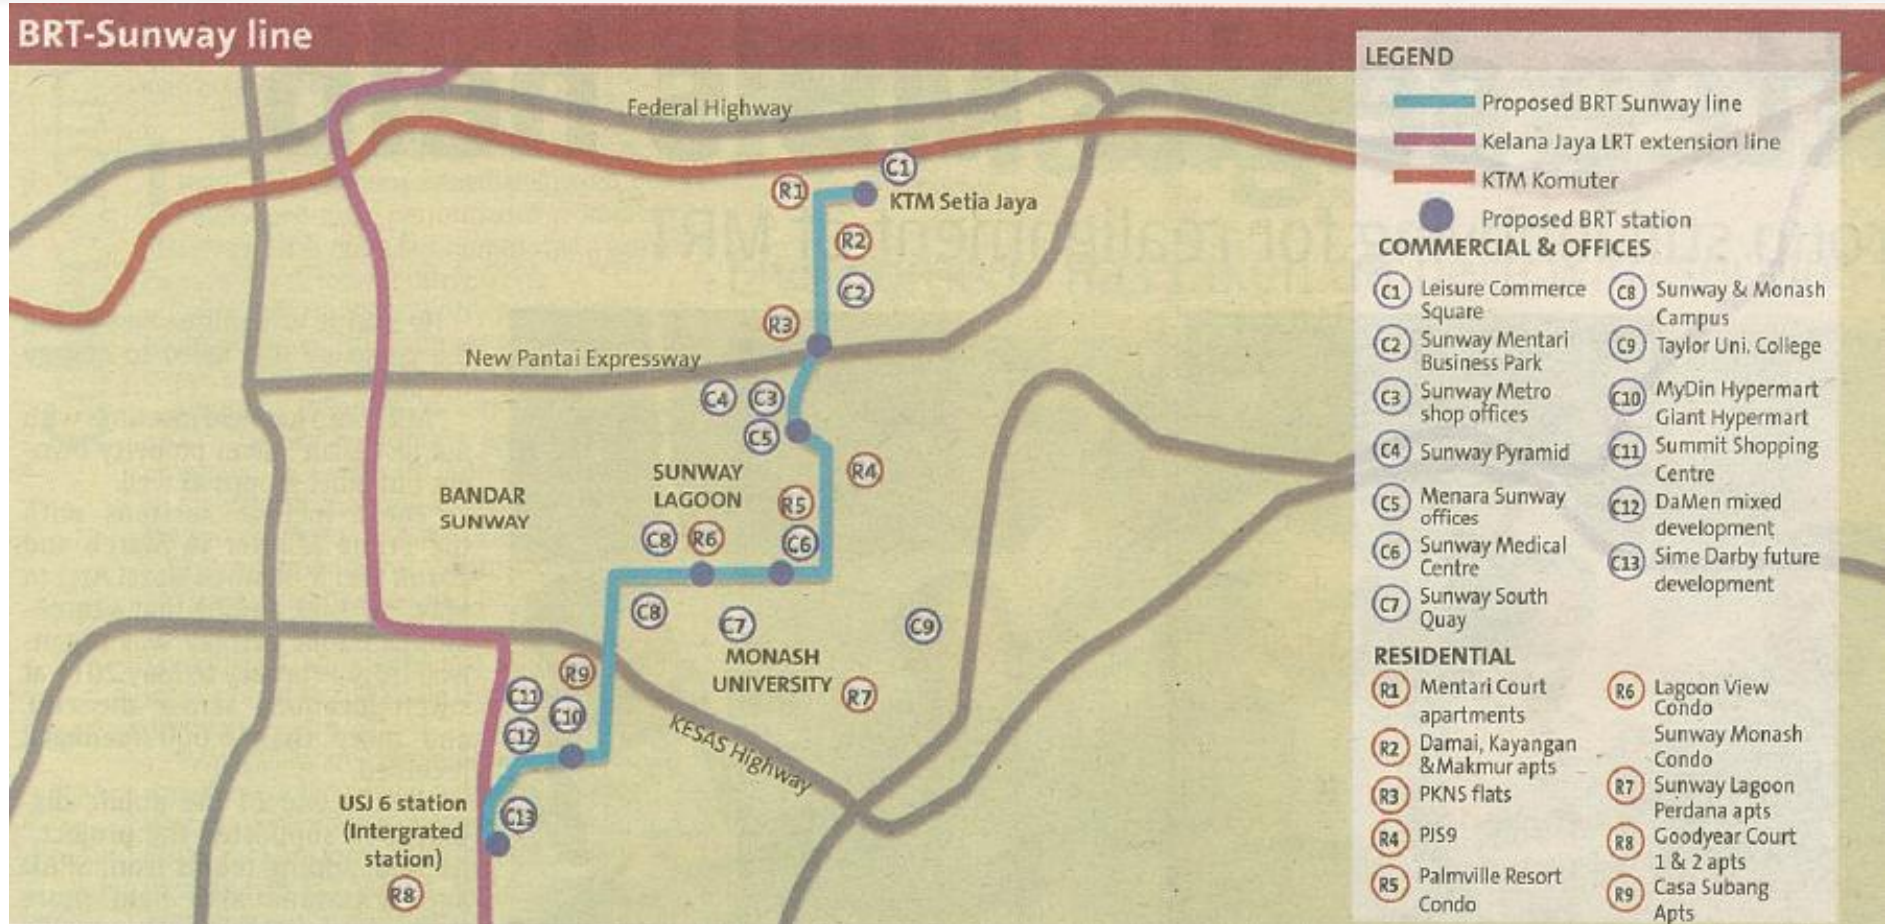 BRT-Sunway line
Federal Highway
C1
R1
KTM Setia Jaya
R2
C2
R3
New Pantai Expressway
C4
C3
C5
SUNWAY
LAGOON
R4
BANDAR
SUNWAY
R5
C8
R6
C6
C8
C7
C9
MONASH
UNIVERSITY
R7
R9
C11
C10
C12
KESAS Highway
USJ 6 station
(Intergrated
station)
C13
R8
LEGEND
Proposed BRT Sunway line
Kelana Jaya LRT extension line
KTM Komuter
Proposed BRT station
COMMERCIAL & OFFICES
C1 Leisure Commerce
Square
C2 Sunway Mentari
Business Park
C3 Sunway Metro
shop offices
C4 Sunway Pyramid
C5 Menara Sunway
offices
C6 Sunway Medical
Centre
C7 Sunway South
Quay
C8 Sunway & Monash
Campus
C9 Taylor Uni. College
C10 MyDin Hypermart
Giant Hypermart
C11 Summit Shopping
Centre
C12 DaMen mixed
development
C13 Sime Darby future
development
RESIDENTIAL
R1 Mentari Court
apartments
R2 Damai, Kayangan
&Makmur apts
R3 PKNS flats
R4 PJS9
R5 Palmville Resort
Condo
R6 Lagoon View
Condo
Sunway Monash
Condo
R7 Sunway Lagoon
Perdana apts
R8 Goodyear Court
1 & 2 apts
R9 Casa Subang
Apts